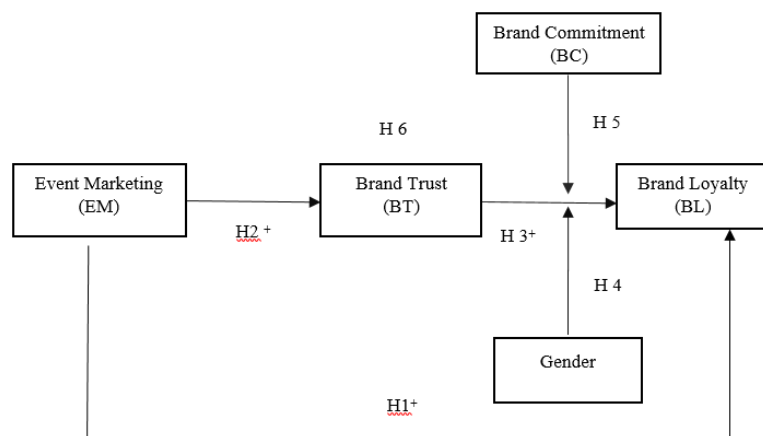 Brand Commitment
(BC)
H 6
H 5
Event Marketing
(EM)
Brand Trust
(BT)
Brand Loyalty
(BL)
H2 +
H 3+
H 4
Gender
H1+